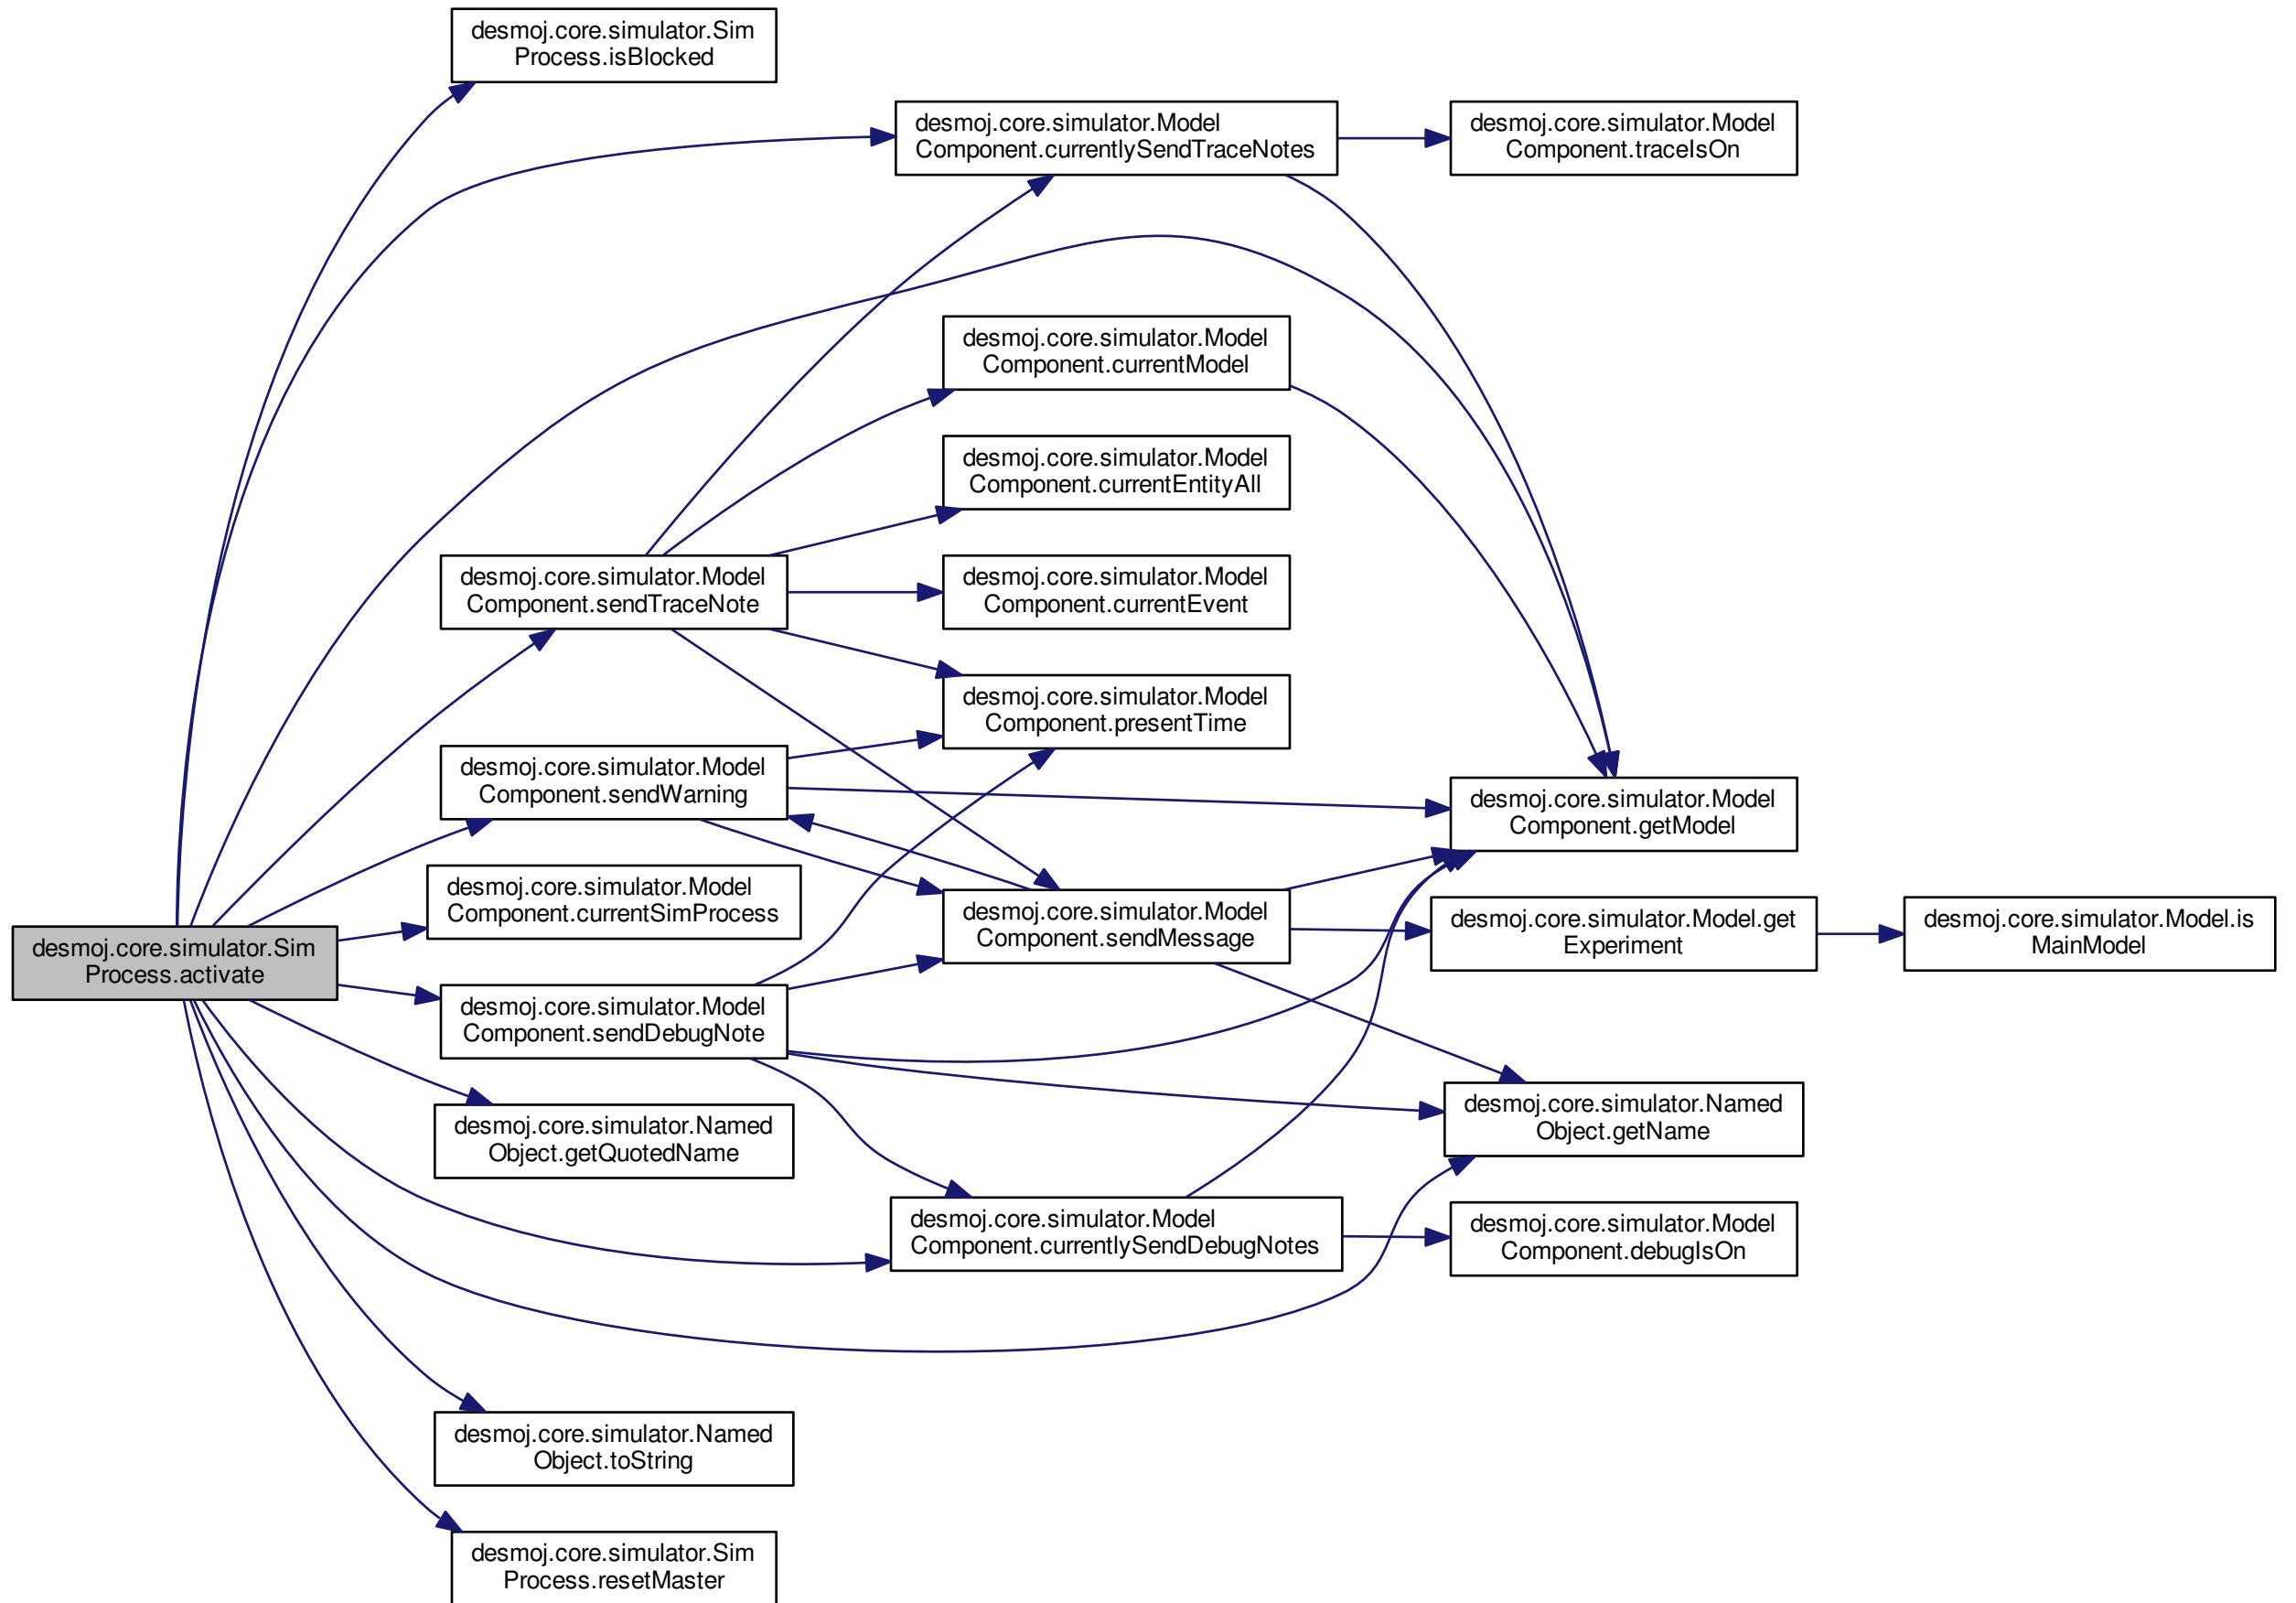 desmoj.core.simulator.Sim
Process.isBlocked
desmoj.core.simulator.Model
Component.currentlySendTraceNotes
desmoj.core.simulator.Model
Component.traceIsOn
desmoj.core.simulator.Model
Component.currentModel
desmoj.core.simulator.Model
Component.currentEntityAll
desmoj.core.simulator.Model
Component.sendTraceNote
desmoj.core.simulator.Model
Component.currentEvent
desmoj.core.simulator.Model
Component.presentTime
desmoj.core.simulator.Model
Component.sendWarning
desmoj.core.simulator.Model
Component.getModel
desmoj.core.simulator.Model
Component.currentSimProcess
desmoj.core.simulator.Model
Component.sendMessage
desmoj.core.simulator.Model.get
Experiment
desmoj.core.simulator.Model.is
MainModel
desmoj.core.simulator.Sim
Process.activate
desmoj.core.simulator.Model
Component.sendDebugNote
desmoj.core.simulator.Named
Object.getName
desmoj.core.simulator.Named
Object.getQuotedName
desmoj.core.simulator.Model
Component.currentlySendDebugNotes
desmoj.core.simulator.Model
Component.debugIsOn
desmoj.core.simulator.Named
Object.toString
desmoj.core.simulator.Sim
Process.resetMaster